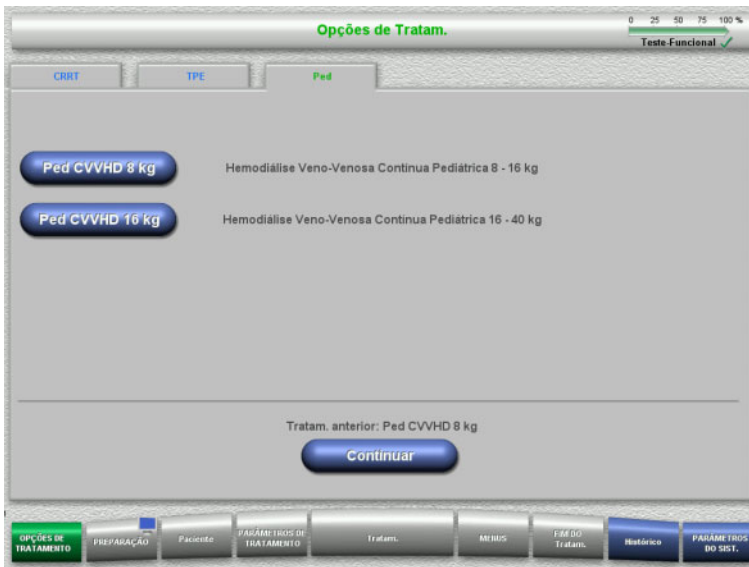 Opções de Tratam.
0 25 50 75 100 %
Teste-Funcional
CRRT
TPE
Ped
Ped CVVHD 8 kg
Hemodiálise Veno-Venosa Contínua Pediátrica 8 - 16 kg
Ped CVVHD 16 kg
Hemodiálise Veno-Venosa Contínua Pediátrica 16 - 40 kg
Tratam. anterior: Ped CVVHD 8 kg
Continuar
OPÇÕES DE
TRATAMENTO
PREPARAÇÃO
Paciente
PARÂMETROS DE
TRATAMENTO
Tratam.
MENUS
FIM DO
Tratam.
Histórico
PARÂMETROS
DO SIST.